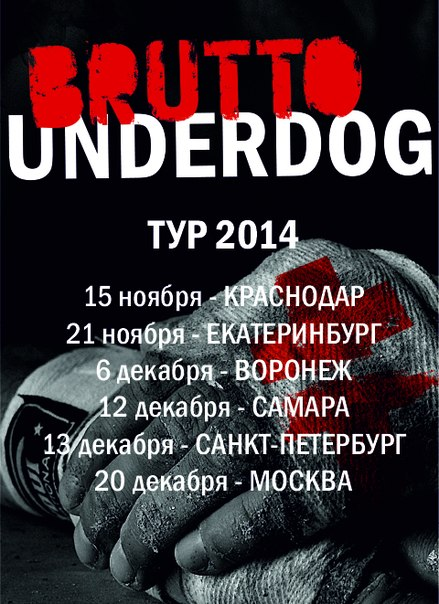 BRUTTO
UNDERDOG
ТУР 2014
15 ноября - КРАСНОДАР
21 ноября - ЕКАТЕРИНБУРГ
6 декабря - ВОРОНЕЖ
12 декабря - САМАРА
13 декабря - САНКТ-ПЕТЕРБУРГ
20 декабря - МОСКВА